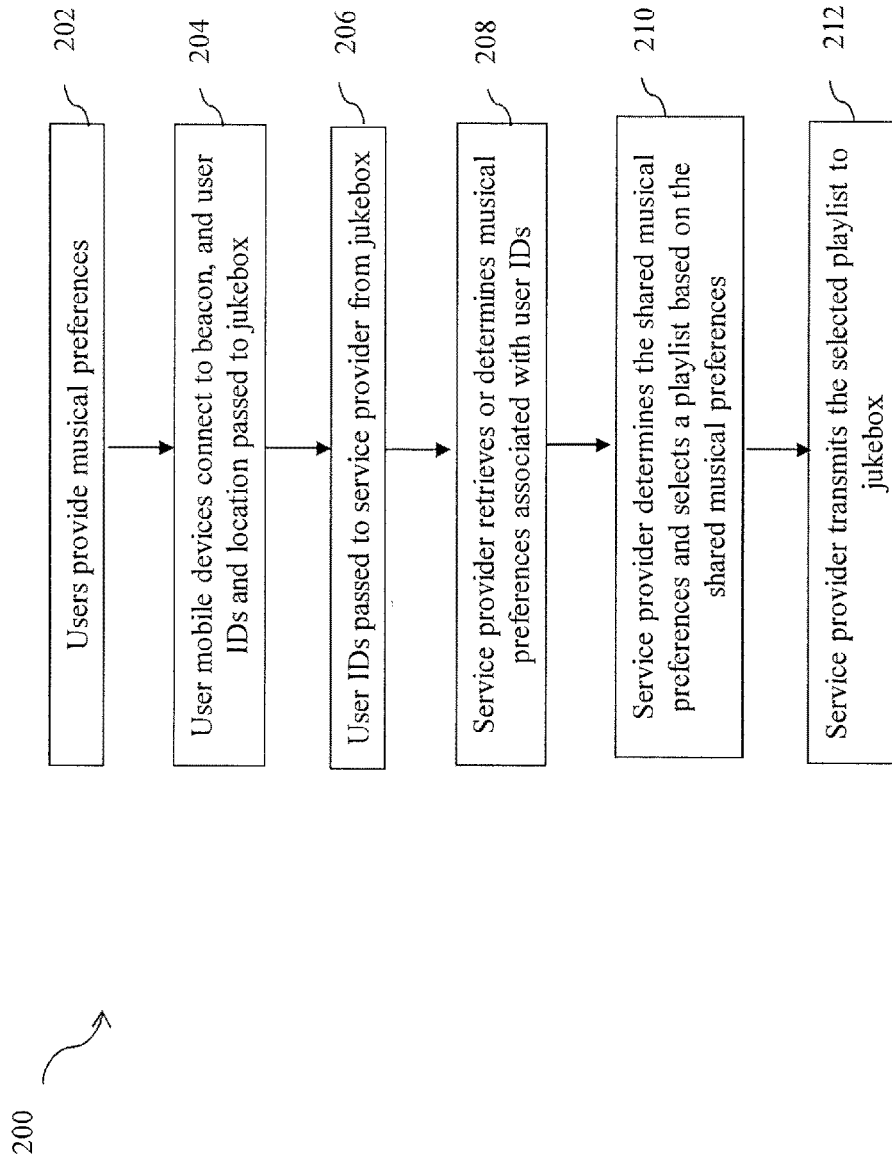 200
Users provide musical preferences
202
User mobile devices connect to beacon, and user
IDs and location passed to jukebox
204
User IDs passed to service provider from jukebox
206
Service provider retrieves or determines musical
preferences associated with user IDs
208
Service provider determines the shared musical
preferences and selects a playlist based on the
shared musical preferences
210
Service provider transmits the selected playlist to
jukebox
212